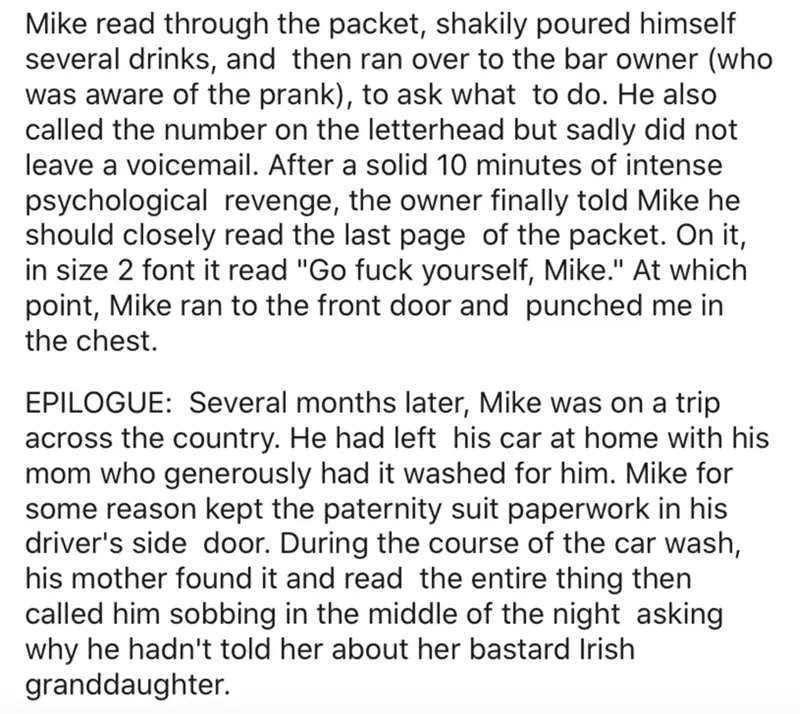 Mike read through the packet, shakily poured himself
several drinks, and  then ran over to the bar owner (who
was aware of the prank), to ask what  to do. He also
called the number on the letterhead but sadly did not
leave a voicemail. After a solid 10 minutes of intense
psychological  revenge, the owner finally told Mike he
should closely read the last page  of the packet. On it,
in size 2 font it read "Go fuck yourself, Mike." At which
point, Mike ran to the front door and  punched me in
the chest.

EPILOGUE:  Several months later, Mike was on a trip
across the country. He had left  his car at home with his
mom who generously had it washed for him. Mike for
some reason kept the paternity suit paperwork in his
driver's side  door. During the course of the car wash,
his mother found it and read  the entire thing then
called him sobbing in the middle of the night  asking
why he hadn't told her about her bastard Irish
granddaughter.